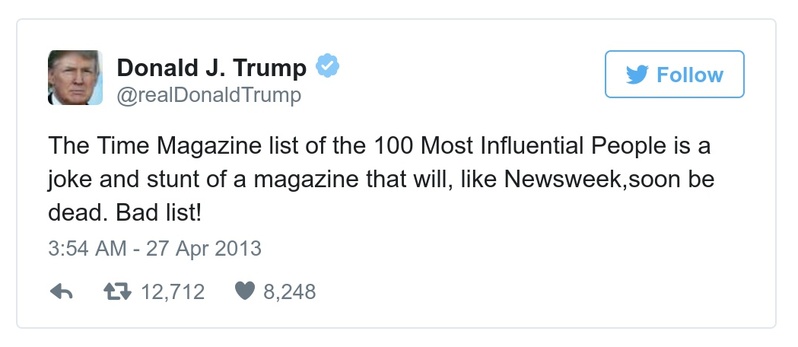 Donald J. Trump
@realDonaldTrump
Follow
The Time Magazine list of the 100 Most Influential People is a
joke and stunt of a magazine that will, like Newsweek,soon be
dead. Bad list!
3:54 AM - 27 Apr 2013
12,712 8,248